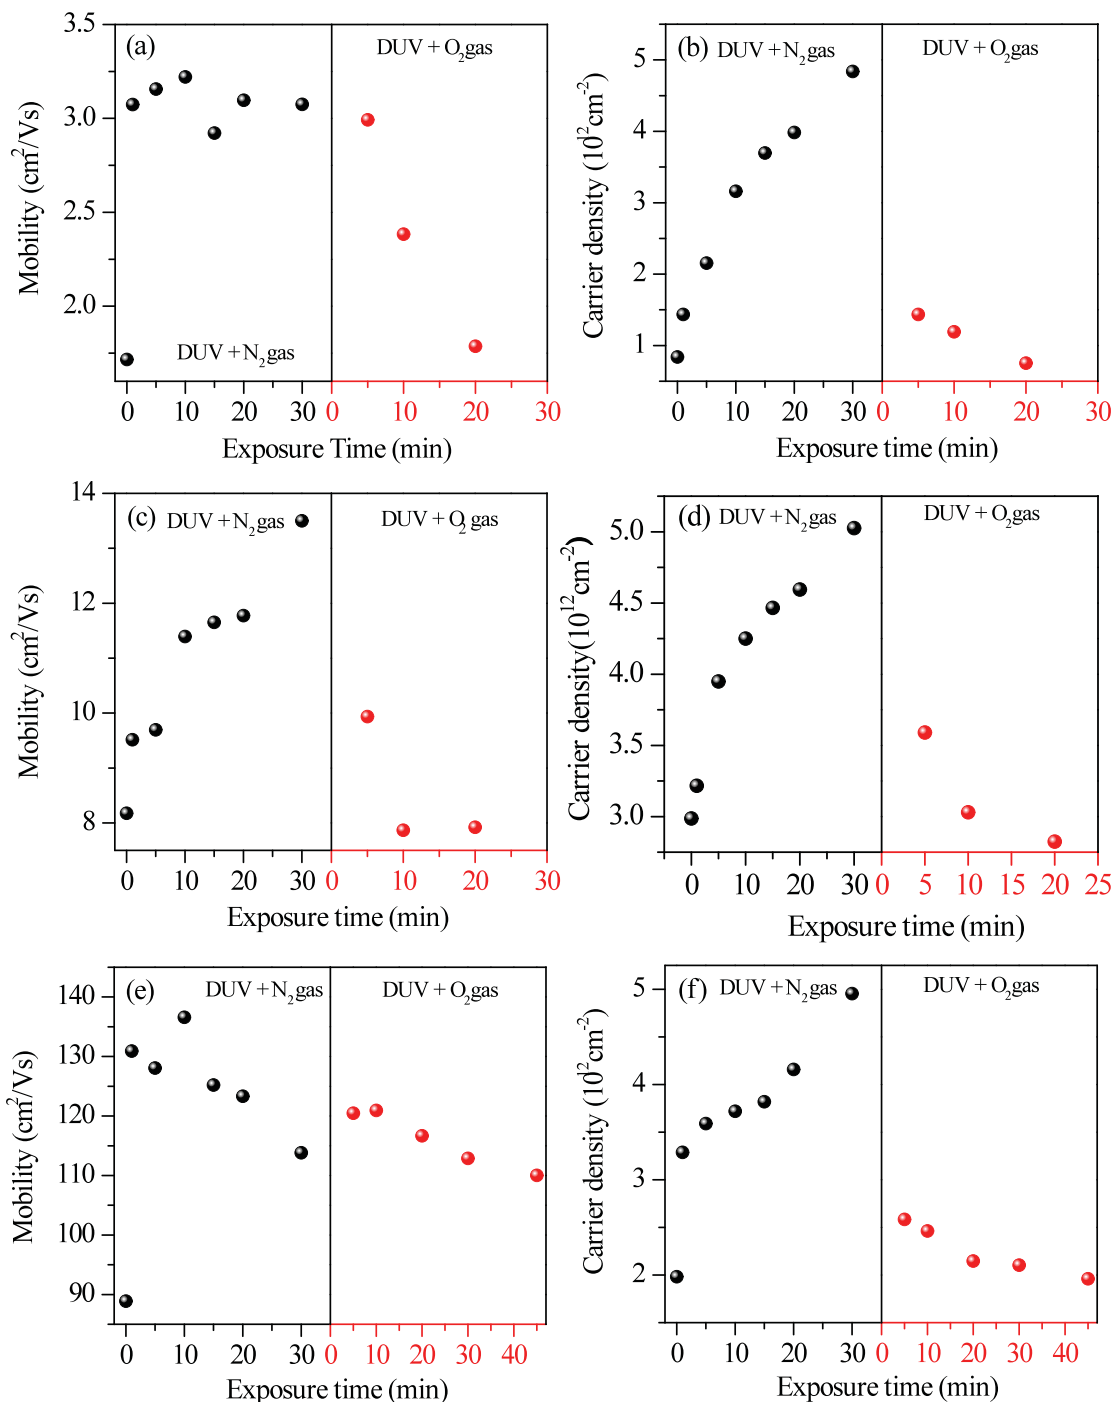 (a)
DUV + O₂gas
DUV + N₂gas
Mobility (cm²/Vs)
3.5
3.0
2.5
2.0
0 10 20 30
0 10 20 30
Exposure Time (min)
(b)
DUV + N₂gas
DUV + O₂gas
Carrier density (10¹²cm⁻²)
5
4
3
2
1
0 10 20 30
0 10 20 30
Exposure time (min)
(c)
DUV + N₂gas
DUV + O₂ gas
Mobility (cm²/Vs)
14
12
10
8
0 10 20 30
0 10 20 30
Exposure time (min)
(d)
DUV + N₂gas
DUV + O₂gas
Carrier density(10¹²cm⁻²)
5.0
4.5
4.0
3.5
3.0
0 10 20 30
0 5 10 15 20 25
Exposure time (min)
(e)
DUV + N₂gas
DUV + O₂gas
Mobility (cm²/Vs)
140
130
120
110
100
90
0 10 20 30
0 10 20 30 40
Exposure time (min)
(f)
DUV + N₂gas
DUV + O₂gas
Carrier density (10¹²cm⁻²)
5
4
3
2
0 10 20 30
0 10 20 30 40
Exposure time (min)